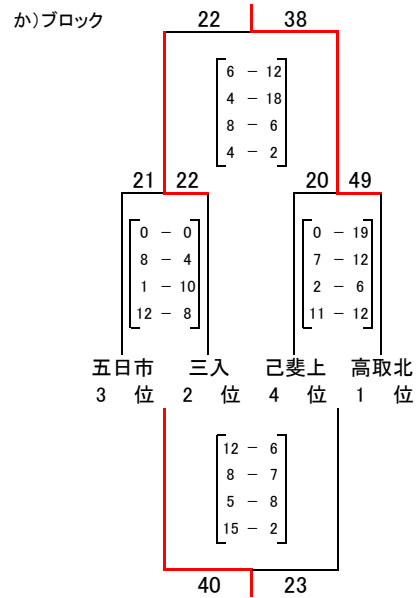 か)ブロック
22 38
6 － 12
4 － 18
8 － 6
4 － 2
21 22 20 49
0 － 0 0 － 19
8 － 4 7 － 12
1 － 10 2 － 6
12 － 8 11 － 12
五日市 三入 己斐上 高取北
3 位 2 位 4 位 1 位
12 － 6
8 － 7
5 － 8
15 － 2
40 23